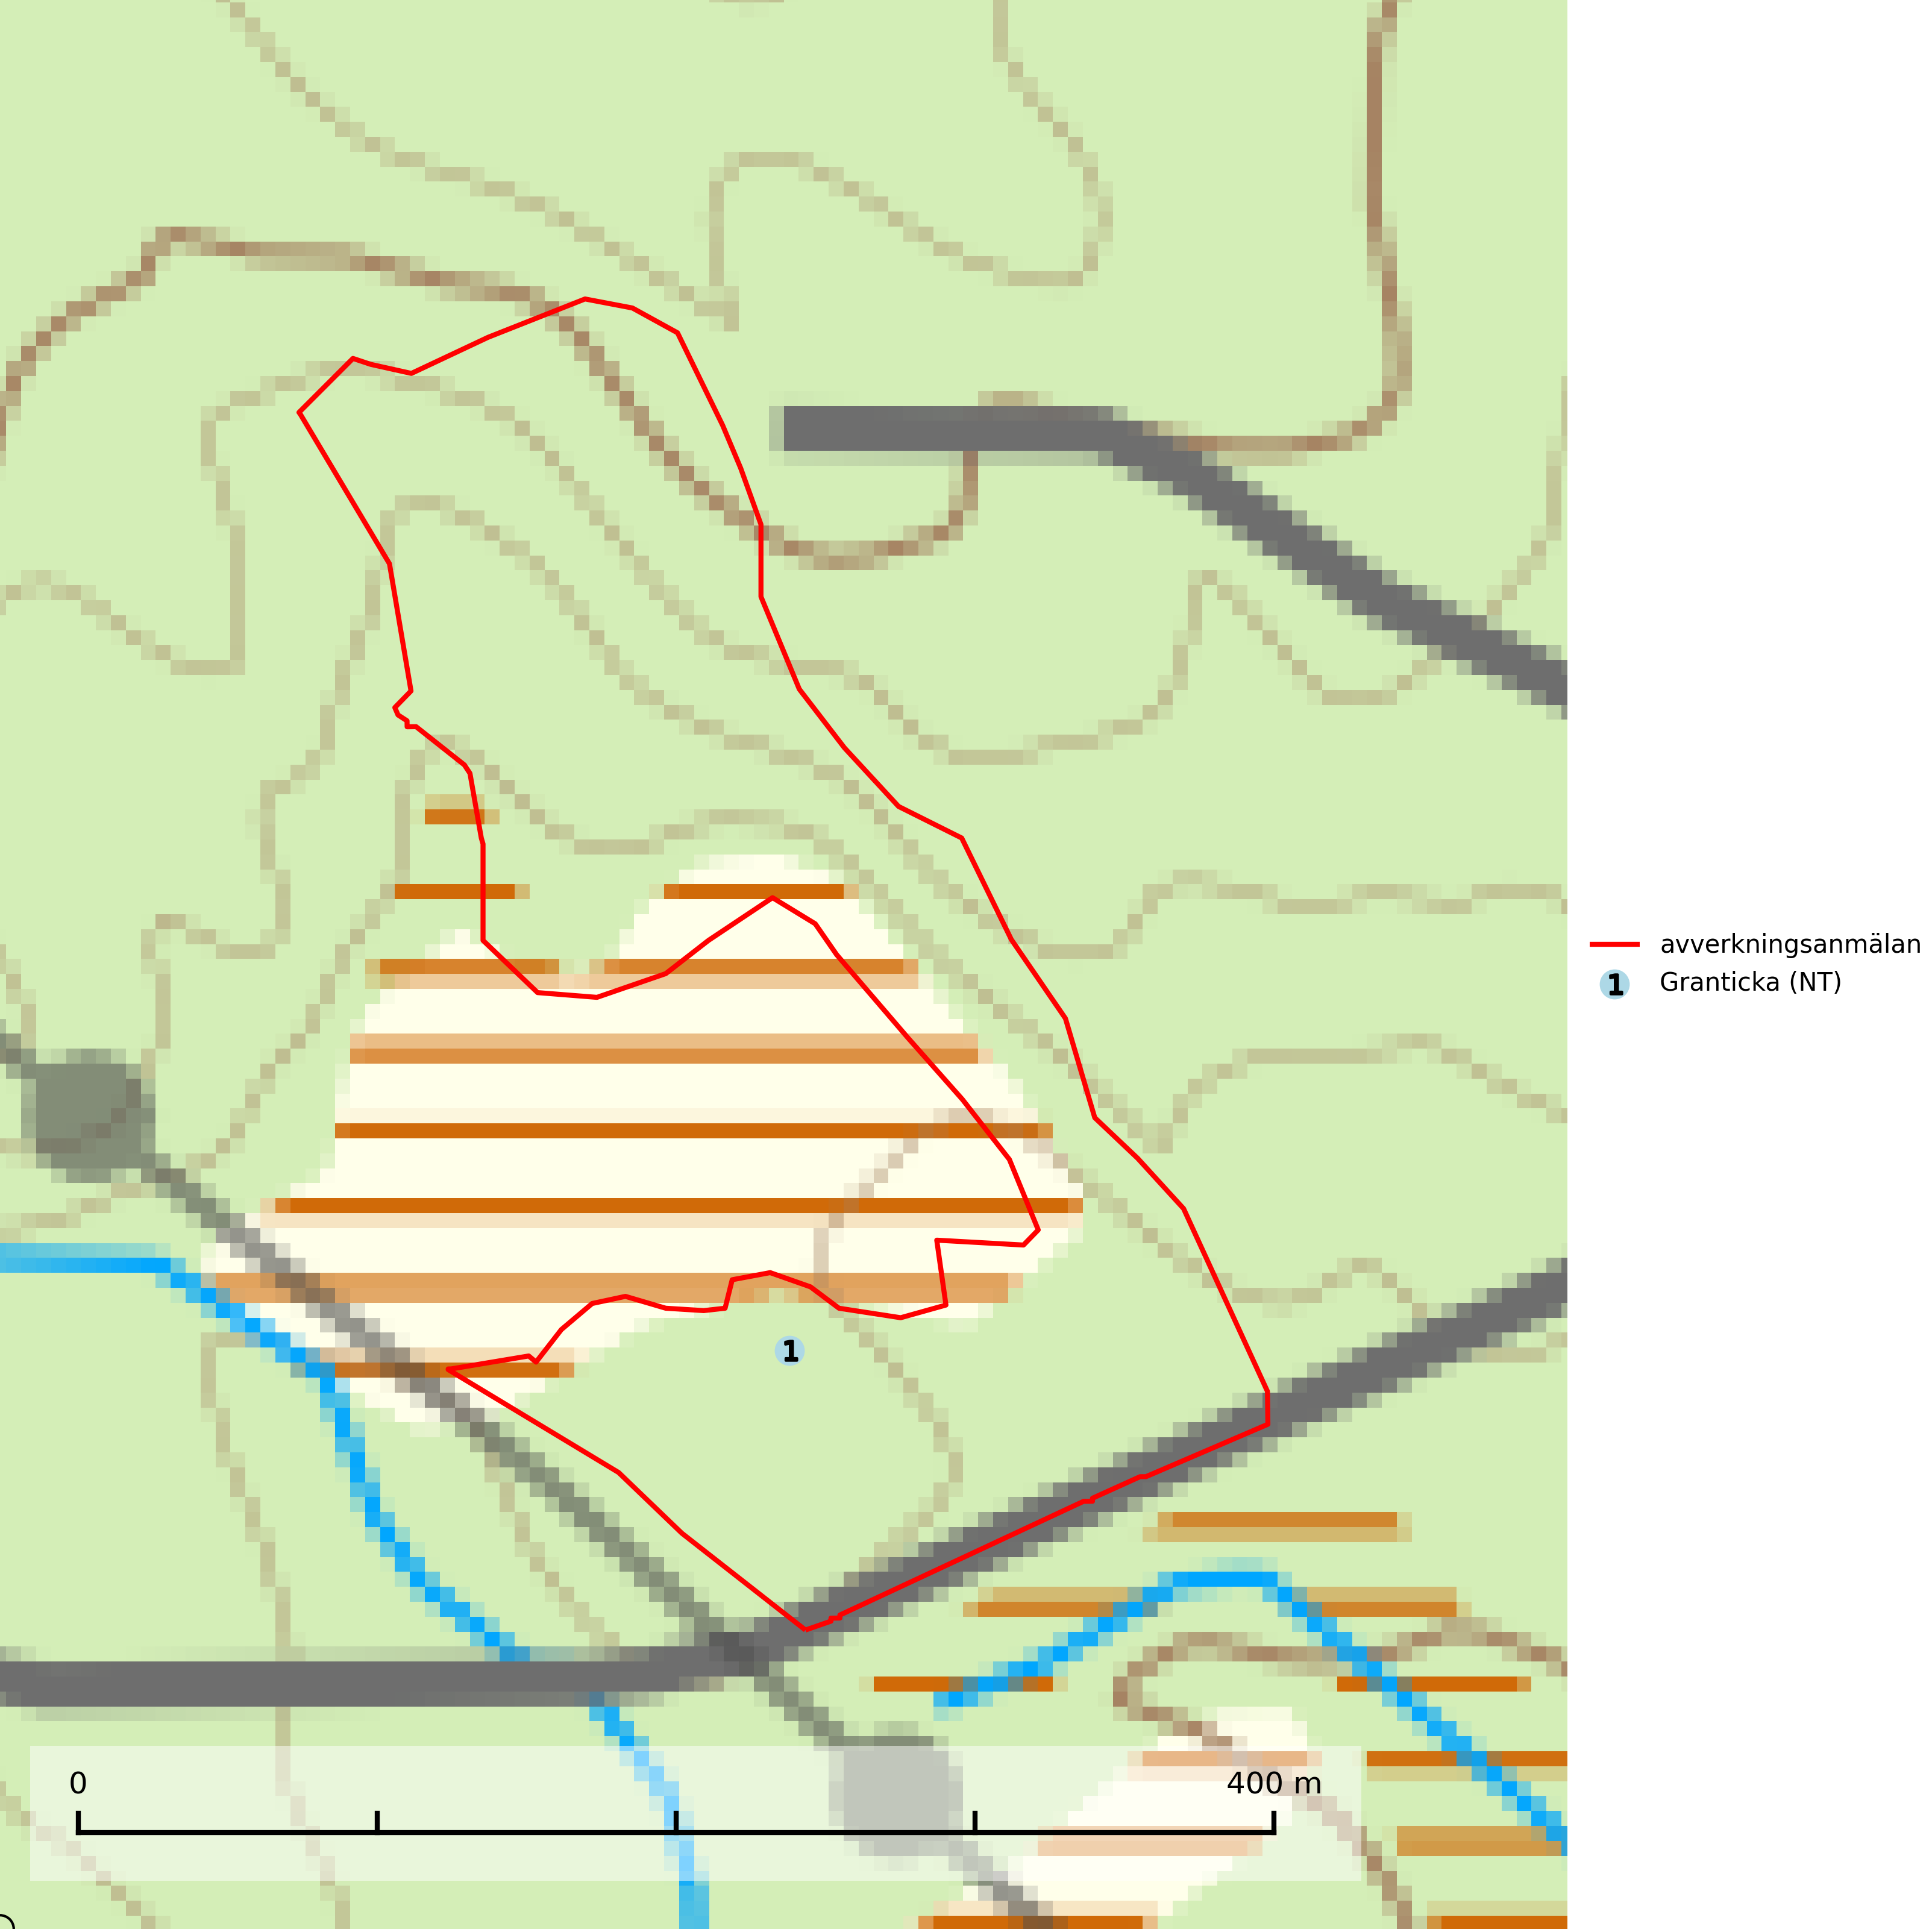 avverkningsanmälan
1 Granticka (NT)
1
0 400 m